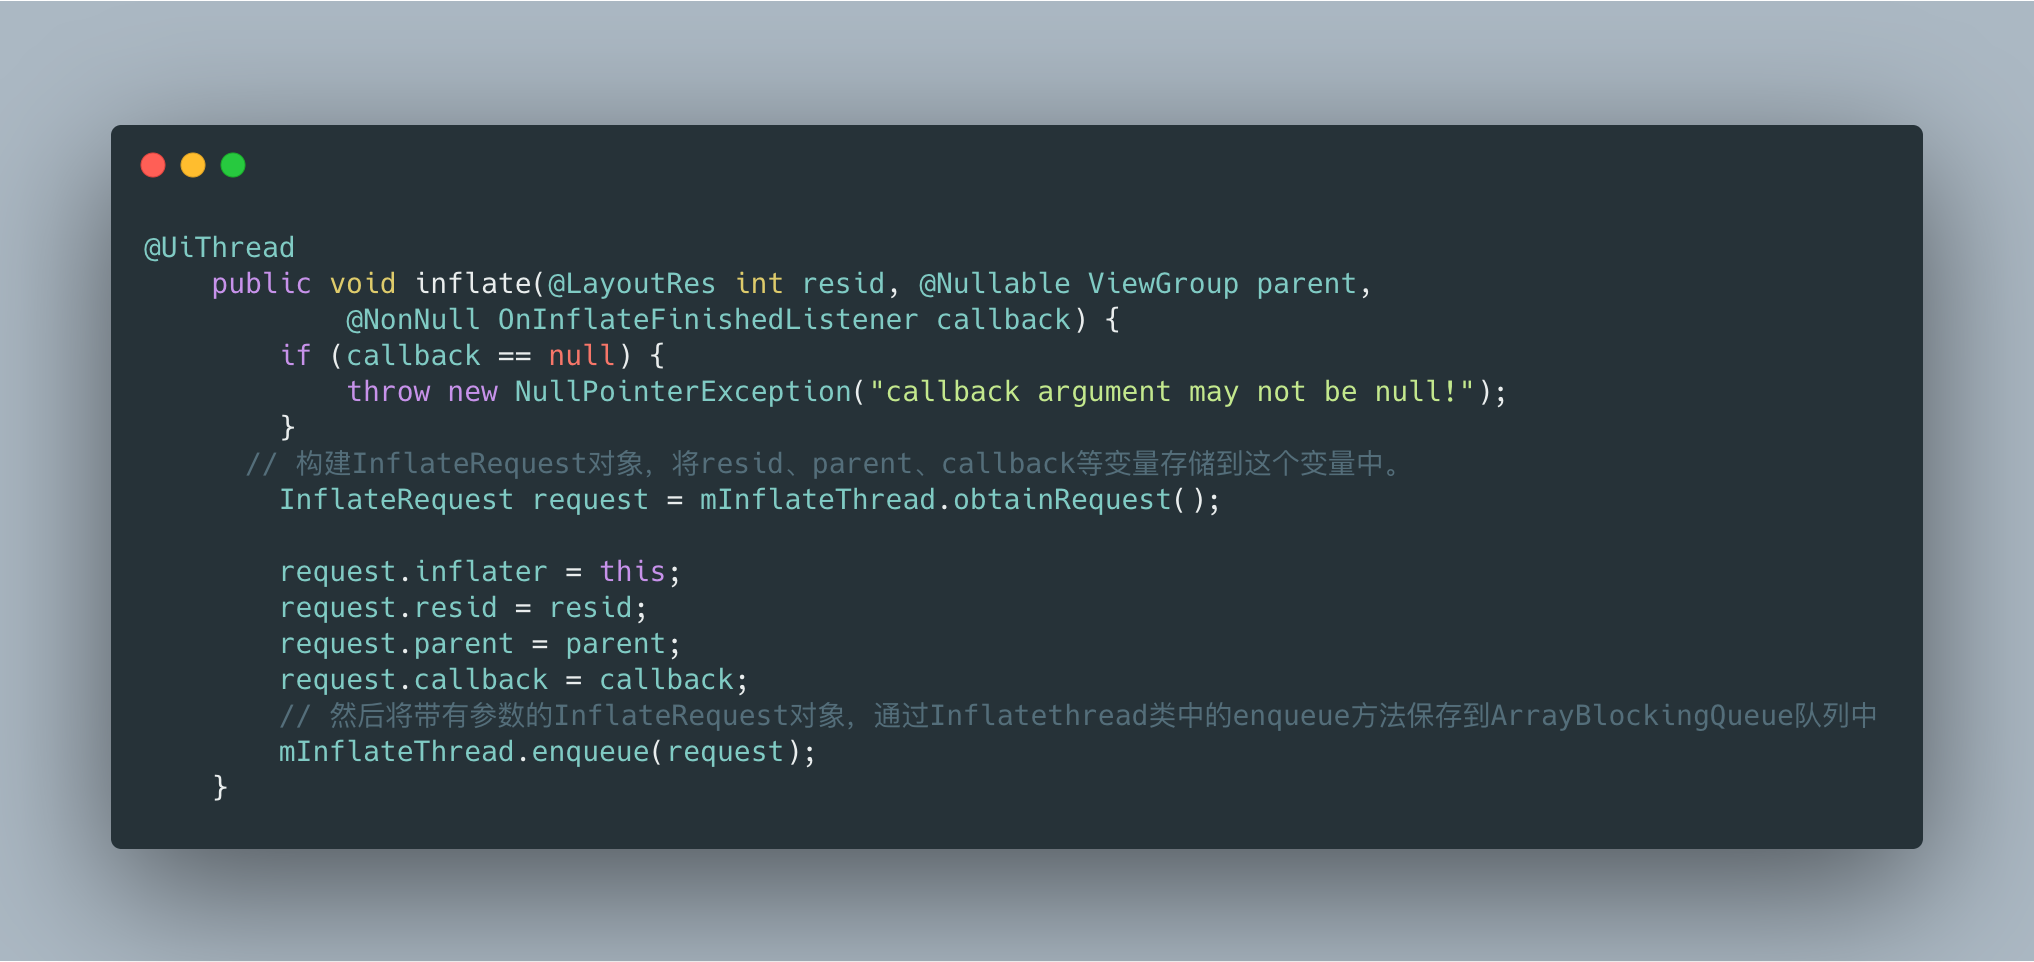 @UiThread
    public void inflate(@LayoutRes int resid, @Nullable ViewGroup parent,
            @NonNull OnInflateFinishedListener callback) {
        if (callback == null) {
            throw new NullPointerException("callback argument may not be null!");
        }
      // 构建InflateRequest对象，将resid、parent、callback等变量存储到这个变量中。
        InflateRequest request = mInflateThread.obtainRequest();

        request.inflater = this;
        request.resid = resid;
        request.parent = parent;
        request.callback = callback;
        // 然后将带有参数的InflateRequest对象，通过Inflatethread类中的enqueue方法保存到ArrayBlockingQueue队列中
        mInflateThread.enqueue(request);
    }